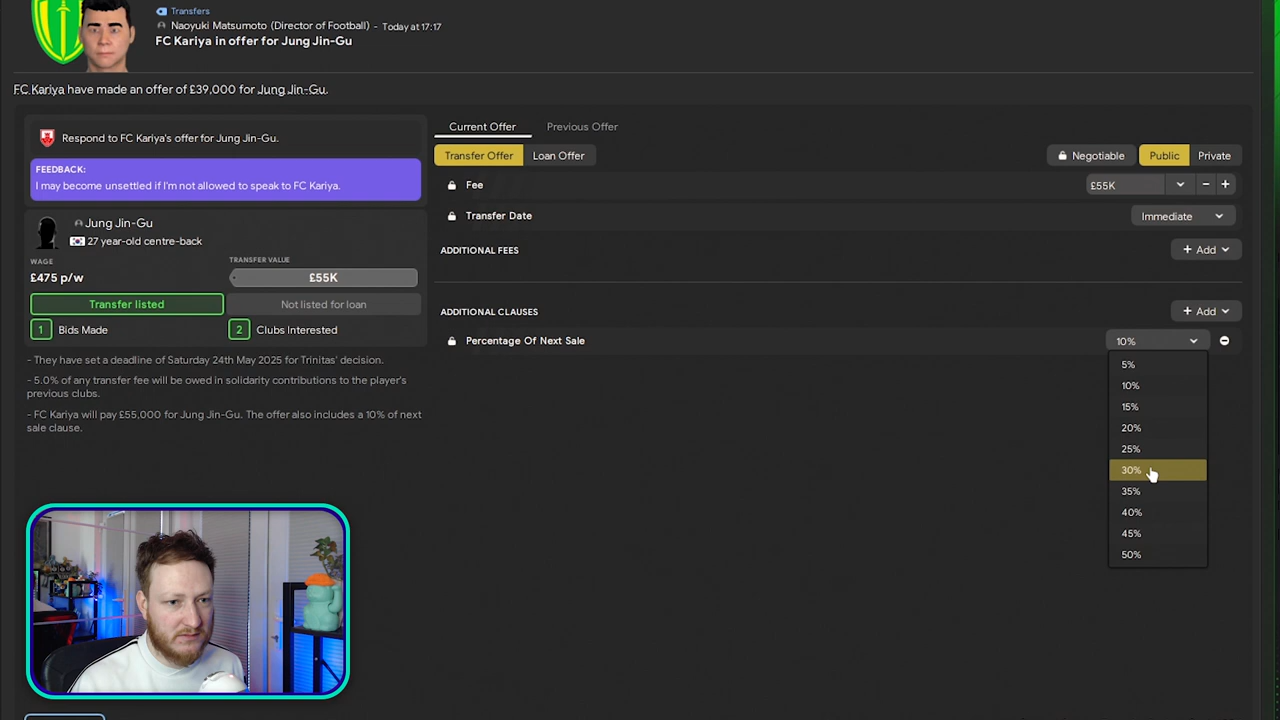 Transfers
Naoyuki Matsumoto (Director of Football) - Today at 17:17
FC Kariya in offer for Jung Jin-Gu
FC Kariya have made an offer of £39,000 for Jung Jin-Gu.
Respond to FC Kariya's offer for Jung Jin-Gu.
FEEDBACK:
I may become unsettled if I'm not allowed to speak to FC Kariya.
Jung Jin-Gu
27 year-old centre-back
WAGE
£475 p/w
TRANSFER VALUE
£55K
Transfer listed
Not listed for loan
1 Bids Made
2 Clubs Interested
- They have set a deadline of Saturday 24th May 2025 for Trinitas' decision.
- 5.0% of any transfer fee will be owed in solidarity contributions to the player's
previous clubs.
- FC Kariya will pay £55,000 for Jung Jin-Gu. The offer also includes a 10% of next
sale clause.
Current Offer
Previous Offer
Transfer Offer
Loan Offer
Negotiable
Public
Private
Fee
£55K
Transfer Date
Immediate
ADDITIONAL FEES
+ Add
ADDITIONAL CLAUSES
+ Add
Percentage Of Next Sale
10%
5%
10%
15%
20%
25%
30%
35%
40%
45%
50%